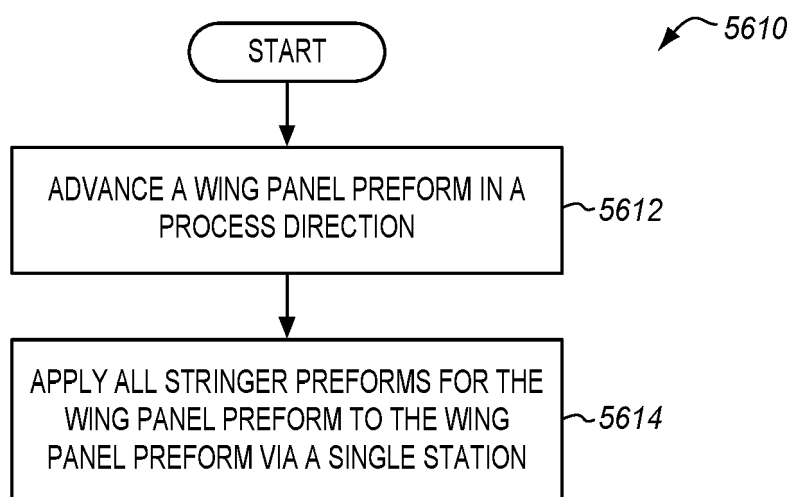 START
5610
ADVANCE A WING PANEL PREFORM IN A
PROCESS DIRECTION
5612
APPLY ALL STRINGER PREFORMS FOR THE
WING PANEL PREFORM TO THE WING
PANEL PREFORM VIA A SINGLE STATION
5614